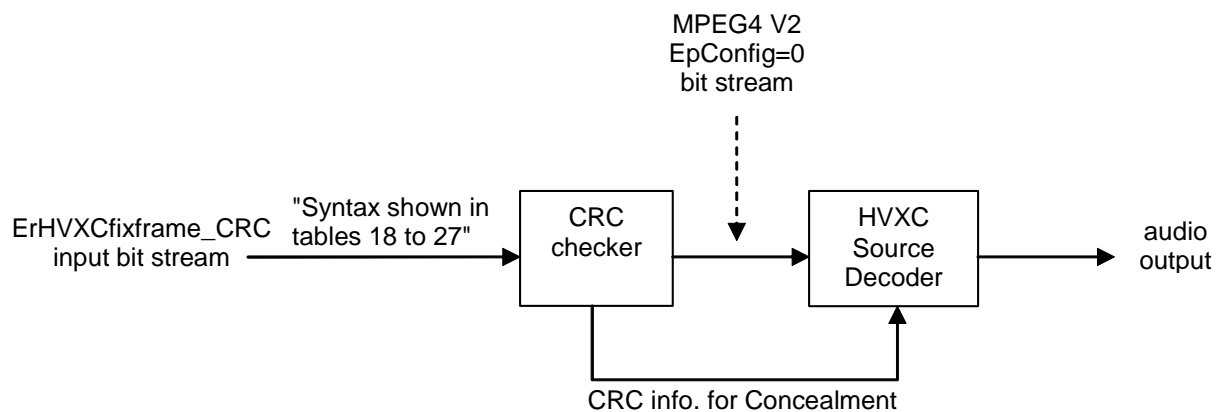 MPEG4 V2
EpConfig=0
bit stream
"Syntax shown in
tables 18 to 27"
ErHVXCfixframe_CRC
input bit stream
CRC
checker
HVXC
Source
Decoder
audio
output
CRC info. for Concealment